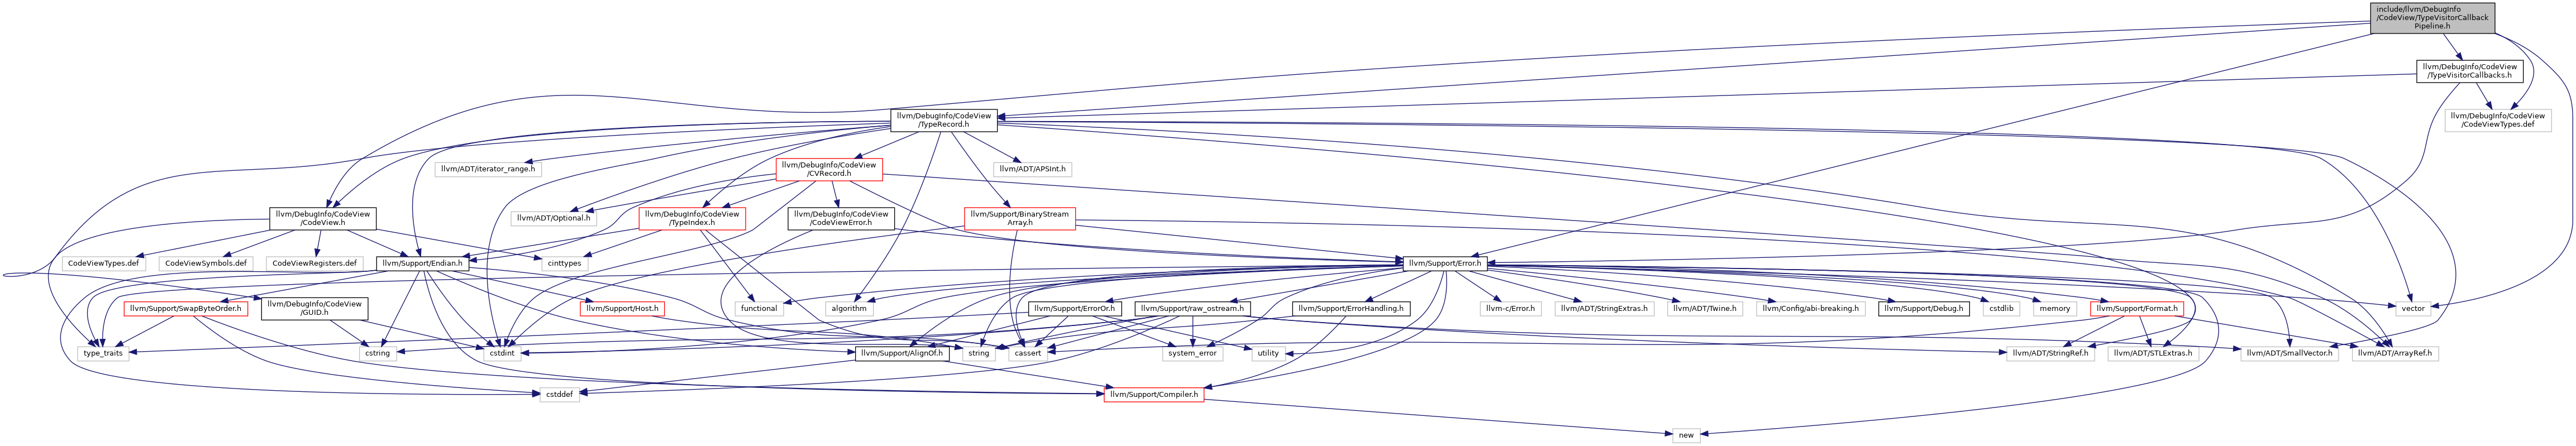 include/llvm/DebugInfo
/CodeView/TypeVisitorCallback
Pipeline.h
llvm/DebugInfo/CodeView
/TypeVisitorCallbacks.h
llvm/DebugInfo/CodeView
/TypeRecord.h
llvm/DebugInfo/CodeView
/CodeViewTypes.def
llvm/ADT/iterator_range.h
llvm/DebugInfo/CodeView
/CVRecord.h
llvm/ADT/APSInt.h
llvm/DebugInfo/CodeView
/CodeView.h
llvm/ADT/Optional.h
llvm/DebugInfo/CodeView
/TypeIndex.h
llvm/DebugInfo/CodeView
/CodeViewError.h
llvm/Support/BinaryStream
Array.h
CodeViewTypes.def
CodeViewSymbols.def
CodeViewRegisters.def
llvm/Support/Endian.h
cinttypes
llvm/Support/Error.h
llvm/Support/SwapByteOrder.h
llvm/DebugInfo/CodeView
/GUID.h
llvm/Support/Host.h
functional
algorithm
llvm/Support/ErrorOr.h
llvm/Support/raw_ostream.h
llvm/Support/ErrorHandling.h
llvm-c/Error.h
llvm/ADT/StringExtras.h
llvm/ADT/Twine.h
llvm/Config/abi-breaking.h
llvm/Support/Debug.h
cstdlib
memory
llvm/Support/Format.h
vector
type_traits
cstring
cstdint
llvm/Support/AlignOf.h
string
cassert
system_error
utility
llvm/ADT/StringRef.h
llvm/ADT/STLExtras.h
llvm/ADT/SmallVector.h
llvm/ADT/ArrayRef.h
cstddef
llvm/Support/Compiler.h
new